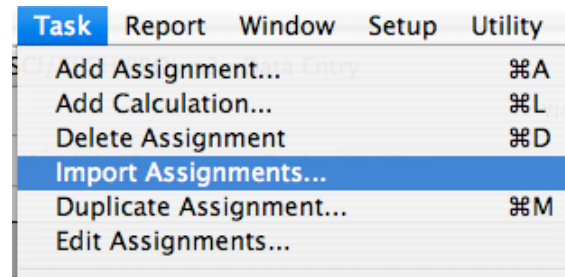 Task Report Window Setup Utility
Add Assignment... ⌘A
Add Calculation... ⌘L
Delete Assignment ⌘D
Import Assignments...
Duplicate Assignment... ⌘M
Edit Assignments...